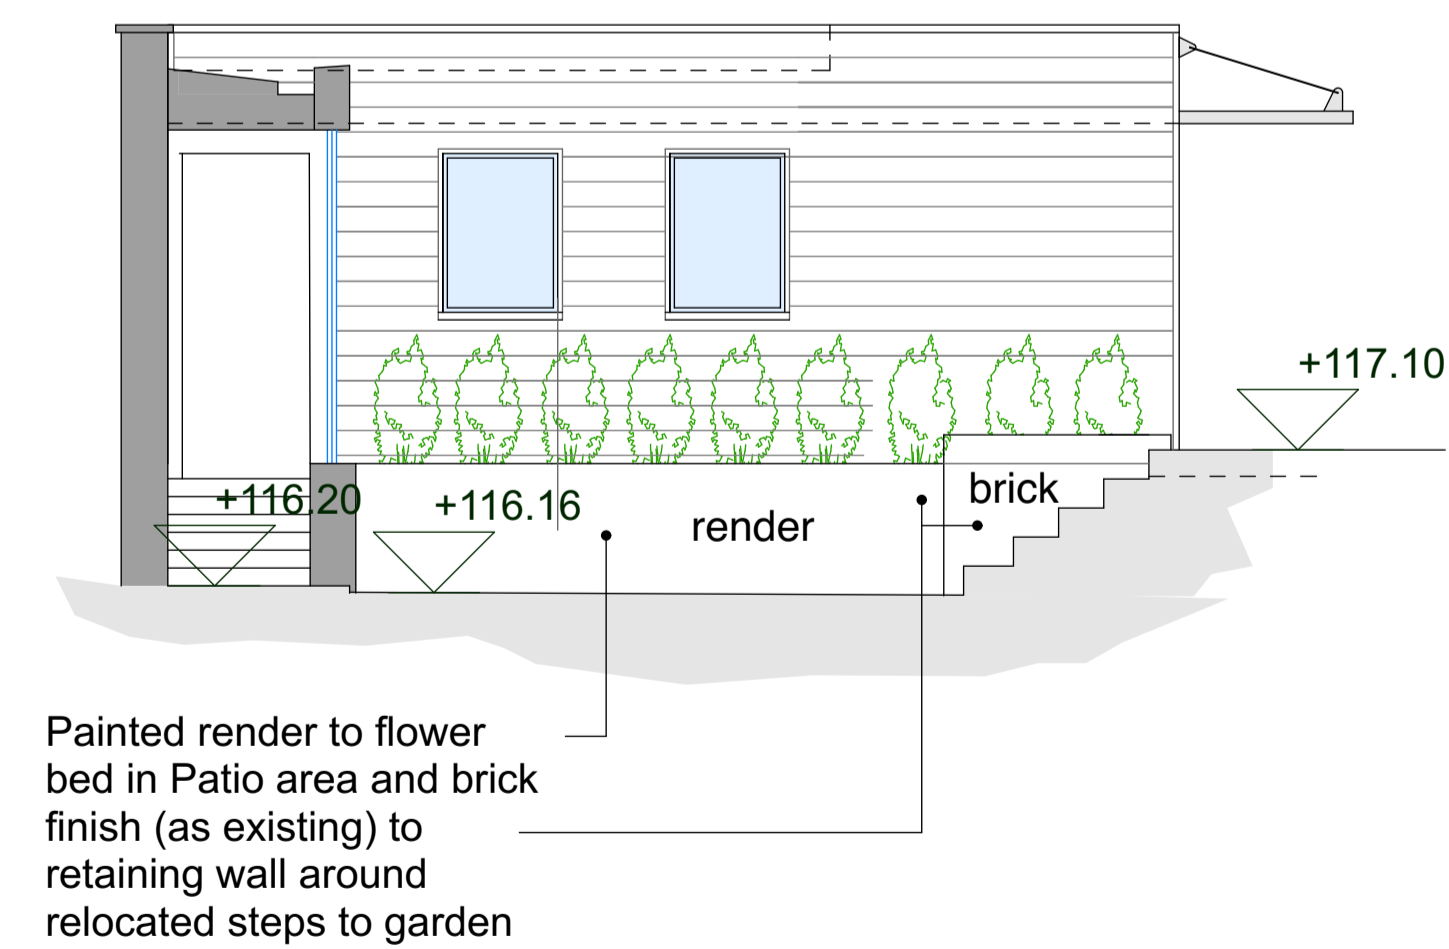 +117.10
+116.20
+116.16
render
brick
Painted render to flower
bed in Patio area and brick
finish (as existing) to
retaining wall around
relocated steps to garden